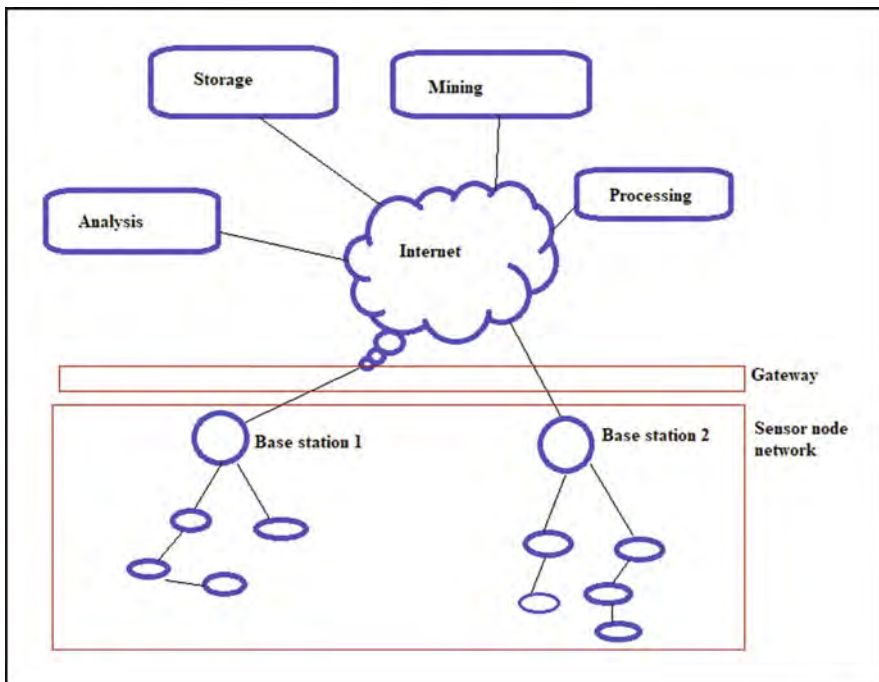 Storage
Mining
Processing
Analysis
Internet
Gateway
Base station 1
Base station 2
Sensor node
network